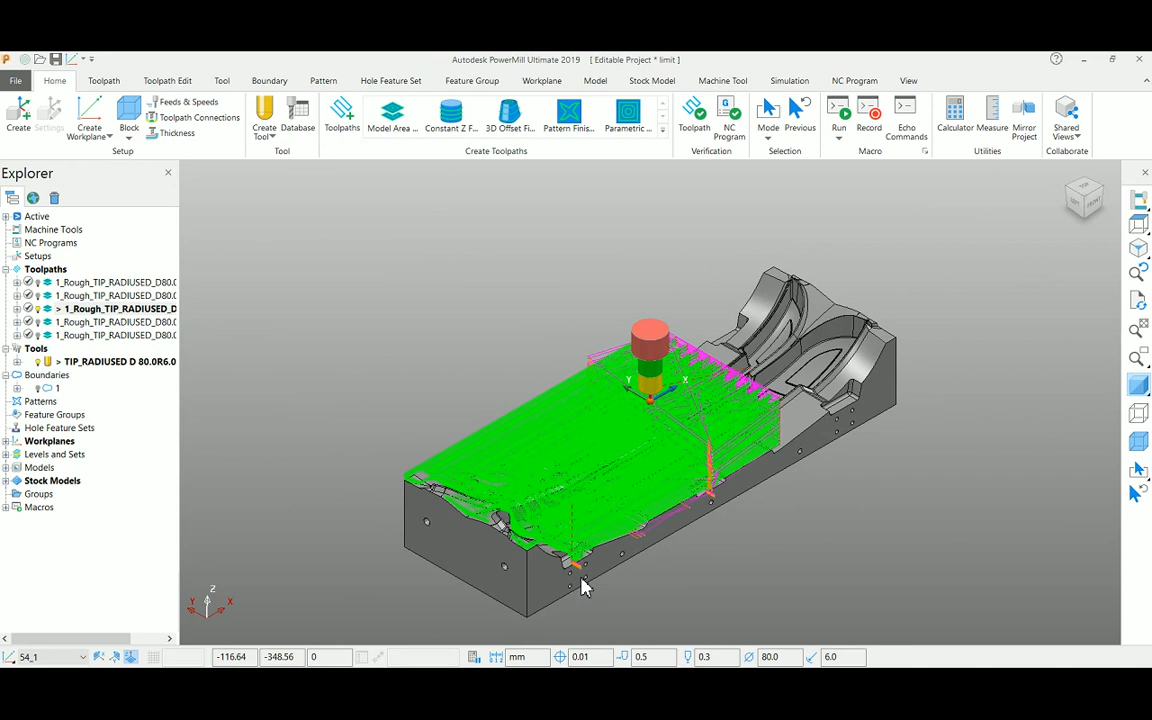 Autodesk PowerMill Ultimate 2019 [ Editable Project * limit ]
File Home Toolpath Toolpath Edit Tool Boundary Pattern Hole Feature Set Feature Group Workplane Model Stock Model Machine Tool Simulation NC Program View
Create Settings Create Workplane Block Feeds & Speeds Toolpath Connections Thickness Create Tool Database Toolpaths Model Area ... Constant Z F... 3D Offset Fi... Pattern Finis... Parametric ... Toolpath NC Program Mode Previous Run Record Echo Commands Calculator Measure Mirror Project Shared Views
Setup Tool Create Toolpaths Verification Selection Macro Utilities Collaborate
Explorer
Active
Machine Tools
NC Programs
Setups
Toolpaths
1_Rough_TIP_RADIUSED_D80.0
1_Rough_TIP_RADIUSED_D80.0
> 1_Rough_TIP_RADIUSED_D
1_Rough_TIP_RADIUSED_D80.0
1_Rough_TIP_RADIUSED_D80.0
Tools
> TIP_RADIUSED D 80.0R6.0
Boundaries
1
Patterns
Feature Groups
Hole Feature Sets
Workplanes
Levels and Sets
Models
Stock Models
Groups
Macros
TOP
LEFT FRONT
Y X
Z
Y X
54_1 -116.64 -348.56 0 mm 0.01 0.5 0.3 80.0 6.0